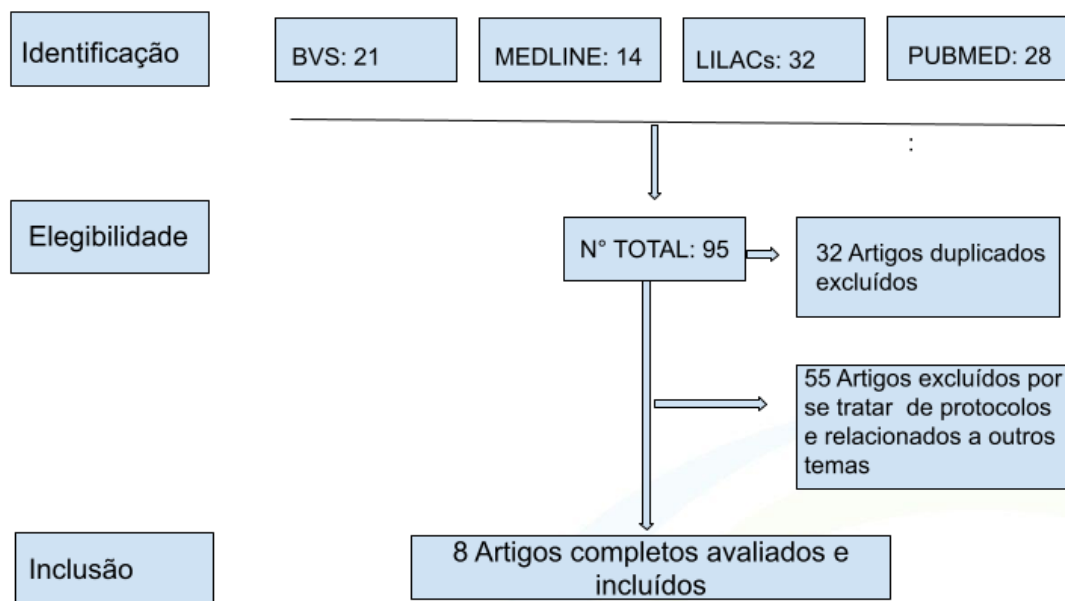 Identificação
BVS: 21
MEDLINE: 14
LILACs: 32
PUBMED: 28
:
Elegibilidade
N° TOTAL: 95
32 Artigos duplicados
excluídos
55 Artigos excluídos por
se tratar de protocolos
e relacionados a outros
temas
Inclusão
8 Artigos completos avaliados e
incluídos